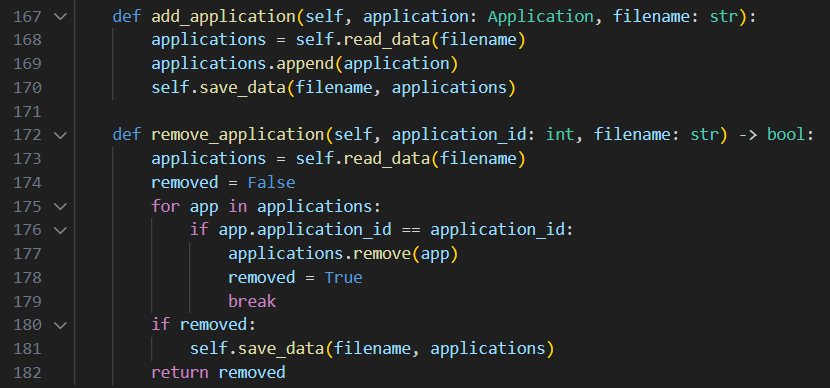 167 def add_application(self, application: Application, filename: str):
168 applications = self.read_data(filename)
169 applications.append(application)
170 self.save_data(filename, applications)
171
172 def remove_application(self, application_id: int, filename: str) -> bool:
173 applications = self.read_data(filename)
174 removed = False
175 for app in applications:
176 if app.application_id == application_id:
177 applications.remove(app)
178 removed = True
179 break
180 if removed:
181 self.save_data(filename, applications)
182 return removed